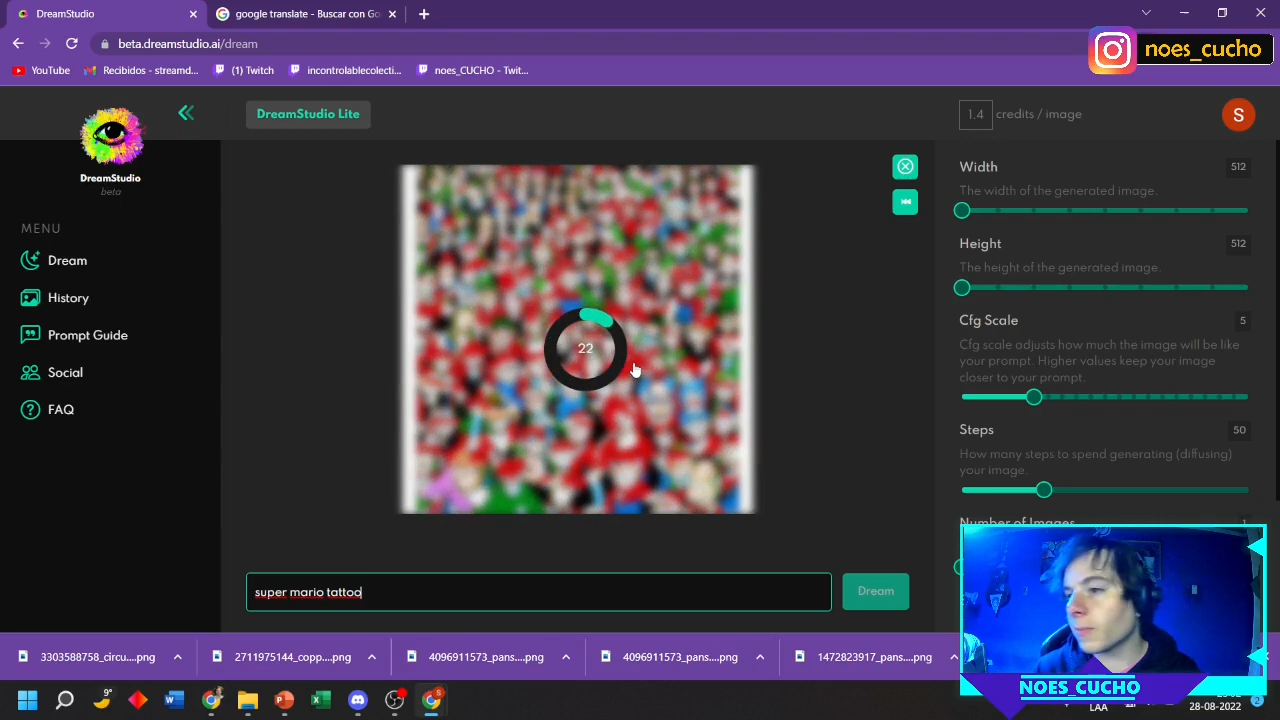 DreamStudio
google translate - Buscar con Go
beta.dreamstudio.ai/dream
noes_cucho
YouTube
Recibidos - streamd...
(1) Twitch
incontrolablecolecti...
noes_CUCHO - Twit...
DreamStudio
beta
DreamStudio Lite
1.4 credits / image
S
MENU
Dream
History
Prompt Guide
Social
FAQ
22
Width 512
The width of the generated image.
Height 512
The height of the generated image.
Cfg Scale 5
Cfg scale adjusts how much the image will be like
your prompt. Higher values keep your image
closer to your prompt.
Steps 50
How many steps to spend generating (diffusing)
your image.
Number of Images 1
super mario tattoo
Dream
3303588758_circu....png
2711975144_copp....png
4096911573_pans....png
4096911573_pans....png
1472823917_pans....png
NOES_CUCHO
9°
LAA
28-08-2022
2